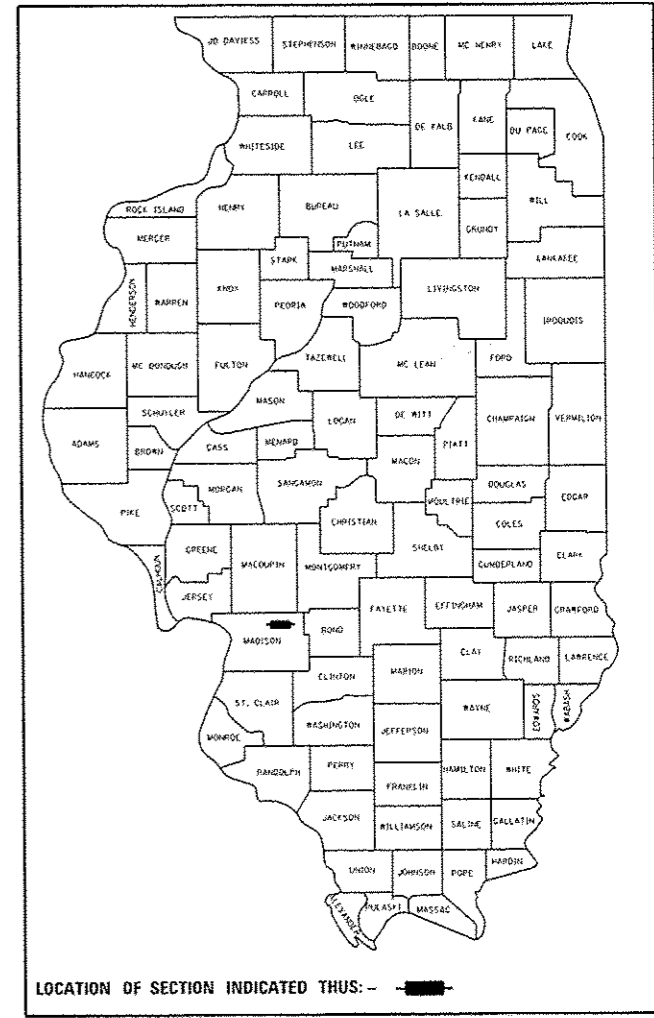 JO DAVIESS STEPHENSON WINNEBAGO BOONE MC HENRY LAKE
CARROLL OGLE
DE KALB KANE DU PAGE COOK
WHITESIDE LEE
KENDALL WILL
ROCK ISLAND HENRY BUREAU LA SALLE GRUNDY
MERCER PUTNAM
STARK MARSHALL KANKAKEE
HENDERSON WARREN KNOX PEORIA WOODFORD LIVINGSTON IROQUOIS
HANCOCK MC DONOUGH FULTON TAZEWELL MC LEAN FORD
SCHUYLER MASON LOGAN DE WITT CHAMPAIGN VERMILION
ADAMS BROWN CASS MENARD MACON PIATT
PIKE SCOTT MORGAN SANGAMON CHRISTIAN MOULTRIE DOUGLAS EDGAR
COLES
GREENE MACOUPIN MONTGOMERY SHELBY CUMBERLAND CLARK
CALHOUN JERSEY FAYETTE EFFINGHAM JASPER CRAWFORD
MADISON BOND
CLAY RICHLAND LAWRENCE
CLINTON MARION
ST. CLAIR WAYNE EDWARDS WABASH
WASHINGTON JEFFERSON
MONROE
RANDOLPH PERRY HAMILTON WHITE
FRANKLIN
JACKSON WILLIAMSON SALINE GALLATIN
UNION JOHNSON POPE HARDIN
ALEXANDER PULASKI MASSAC
LOCATION OF SECTION INDICATED THUS: -